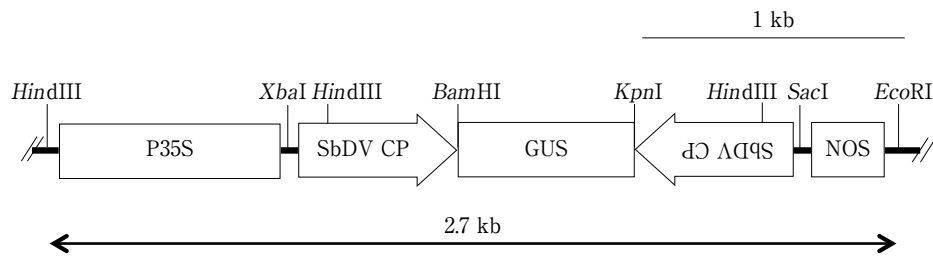 1 kb
HindIII XbaI HindIII BamHI KpnI HindIII SacI EcoRI
P35S SbDV CP GUS SbDV CP NOS
2.7 kb